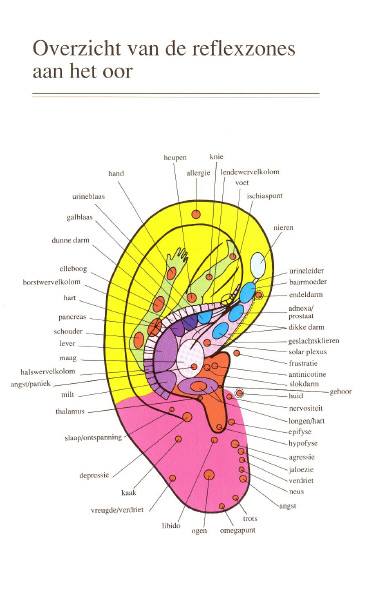 Overzicht van de reflexzones
aan het oor
heupen
knie
hand
allergie
lendewervelkolom
voet
ischiaspunt
urineblaas
galblaas
nieren
dunne darm
elleboog
borstwervelkolom
hart
pancreas
schouder
lever
maag
halswervelkolom
angst/paniek
milt
thalamus
slaap/ontspanning
depressie
kaak
vreugde/verdriet
libido
ogen
omegapunt
trots
angst
urineleider
baarmoeder
endeldarm
adnexa/
prostaat
dikke darm
geslachtsklieren
solar plexus
frustratie
antinicotine
slokdarm
huid
gehoor
nervositeit
longen/hart
epifyse
hypofyse
agressie
jaloezie
verdriet
neus